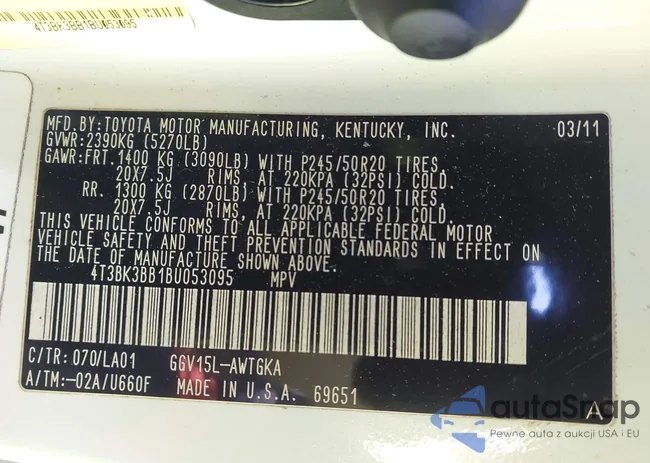 4T3BK3BB1BU053095
MFD.BY:TOYOTA MOTOR MANUFACTURING, KENTUCKY, INC. 03/11
GVWR:2390KG (5270LB)
GAWR:FRT. 1400 KG (3090LB) WITH P245/50R20 TIRES,
20X7.5J RIMS, AT 220KPA (32PSI) COLD.
RR. 1300 KG (2870LB) WITH P245/50R20 TIRES,
20X7.5J RIMS, AT 220KPA (32PSI) COLD.
THIS VEHICLE CONFORMS TO ALL APPLICABLE FEDERAL MOTOR
VEHICLE SAFETY AND THEFT PREVENTION STANDARDS IN EFFECT ON
THE DATE OF MANUFACTURE SHOWN ABOVE.
4T3BK3BB1BU053095 MPV
C/TR: 070/LA01 GGV15L-AWTGKA
A/TM:-02A/U660F MADE IN U.S.A. 69651 A
autoSnap
Pewne auta z aukcji USA i EU